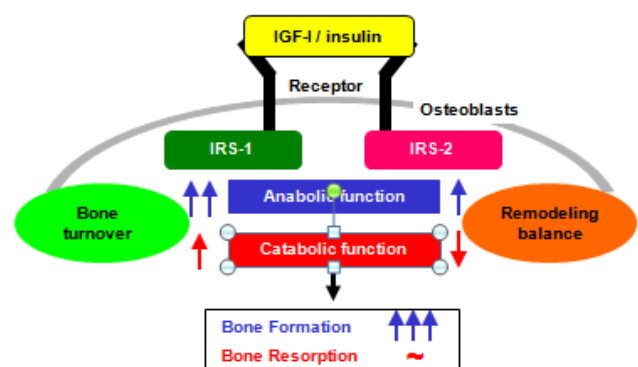 IGF-I / insulin
Receptor
Osteoblasts
IRS-1
IRS-2
Bone
turnover
Anabolic function
Catabolic function
Remodeling
balance
Bone Formation
Bone Resorption ~